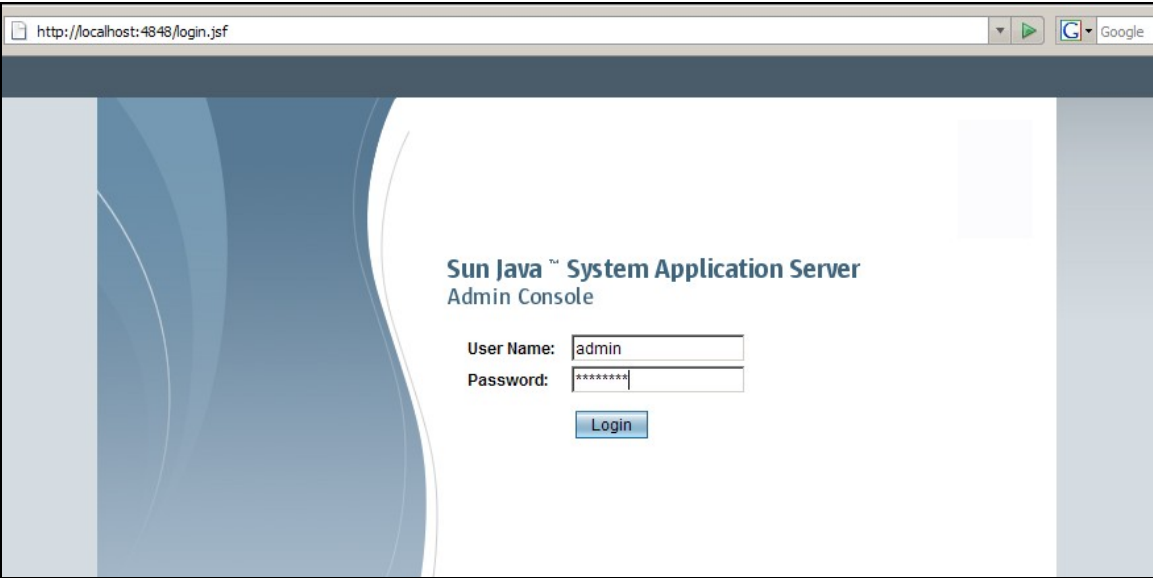 http://localhost:4848/login.jsf
G Google
Sun Java ™ System Application Server
Admin Console
User Name: admin
Password: ********
Login